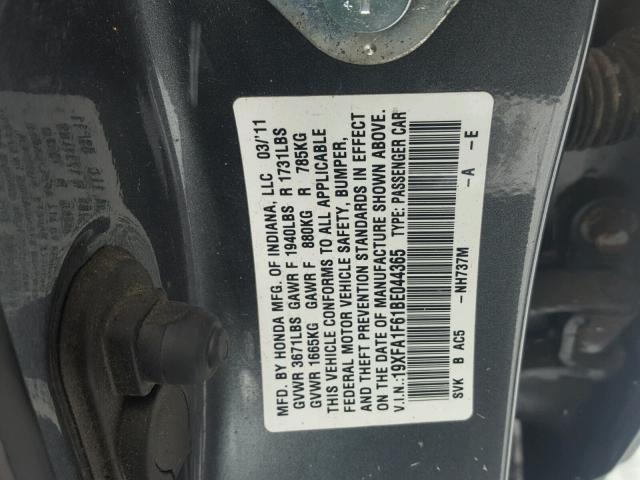 MFD. BY HONDA MFG. OF INDIANA, LLC 03/11
GVWR 3671LBS GAWR F 1940LBS R 1731LBS
GVWR 1665KG GAWR F 880KG R 785KG
THIS VEHICLE CONFORMS TO ALL APPLICABLE
FEDERAL MOTOR VEHICLE SAFETY, BUMPER,
AND THEFT PREVENTION STANDARDS IN EFFECT
ON THE DATE OF MANUFACTURE SHOWN ABOVE.
V.I.N.:19XFA1F61BE044365 TYPE: PASSENGER CAR
SVK B AC5 -NH737M -A -E